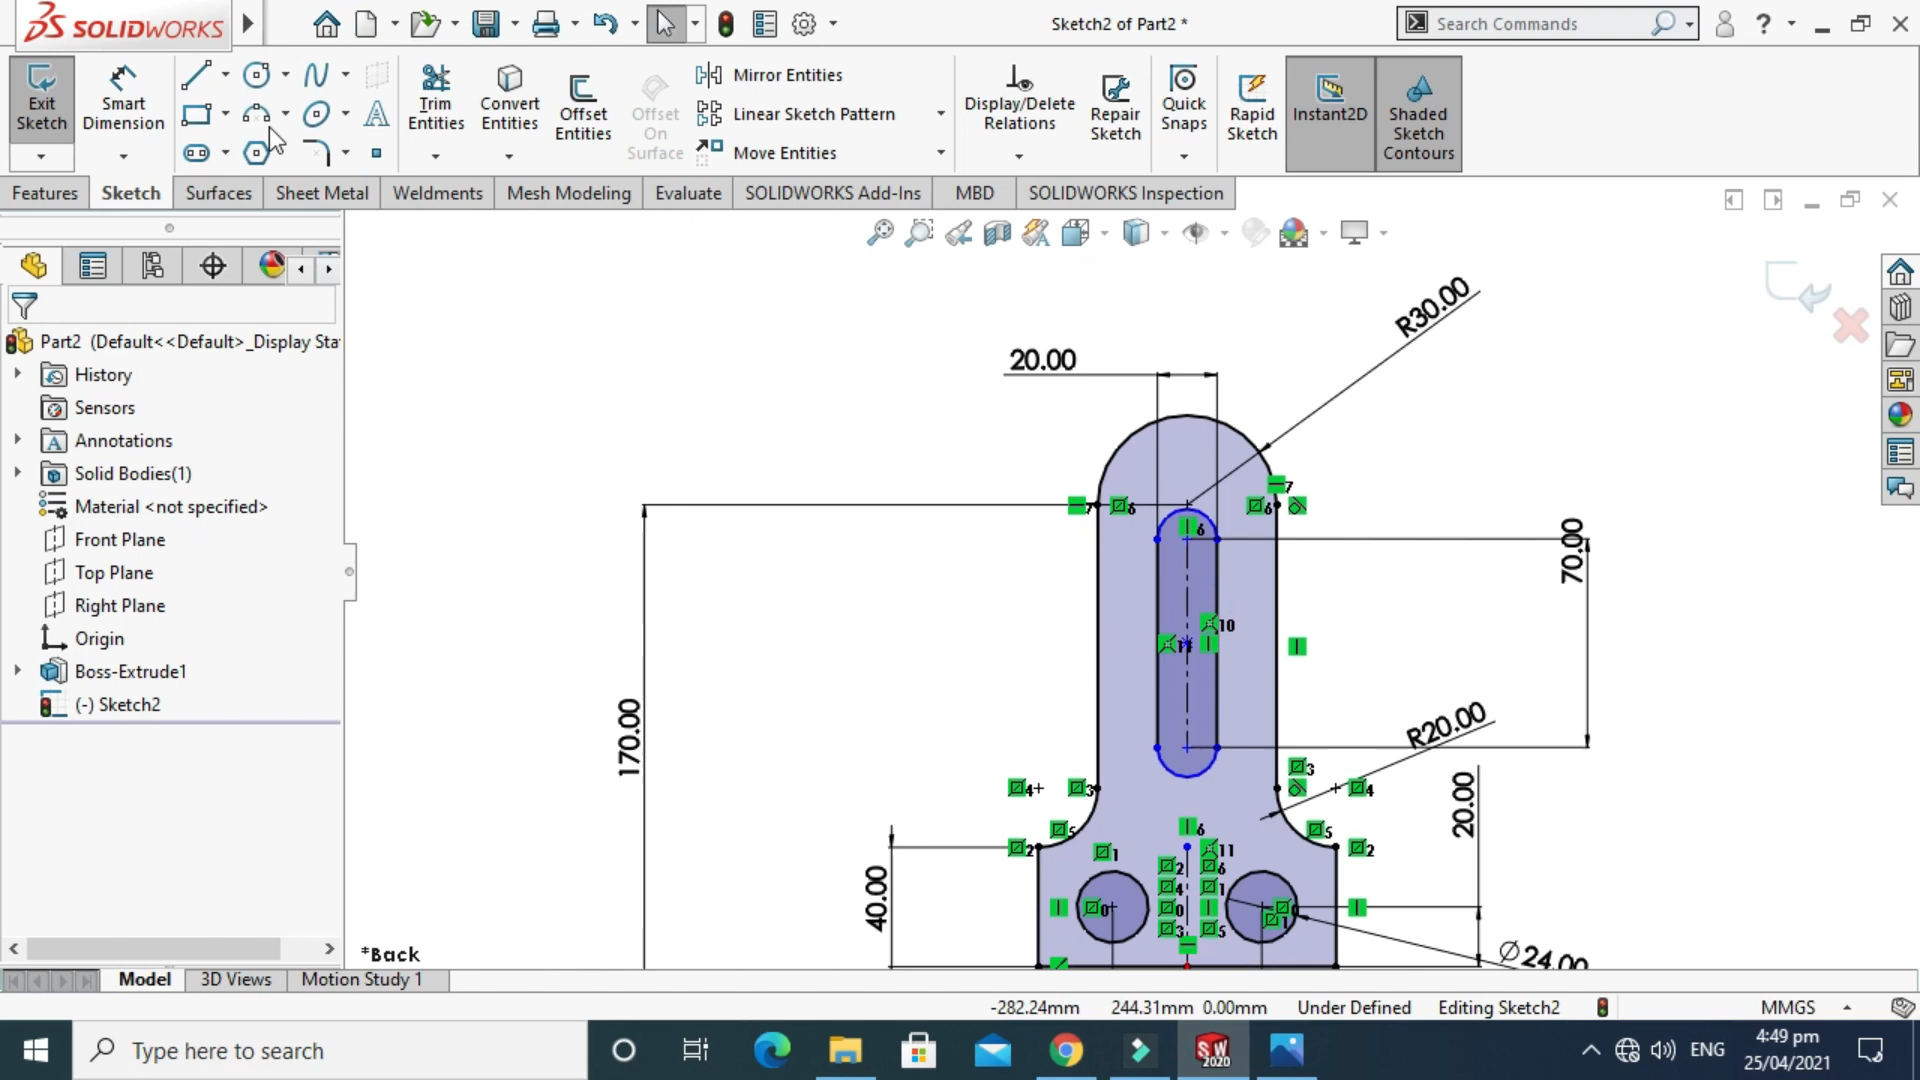 SOLIDWORKS
Sketch2 of Part2 *
Search Commands
Exit Sketch
Smart Dimension
Trim Entities
Convert Entities
Offset Entities
Offset On Surface
Mirror Entities
Linear Sketch Pattern
Move Entities
Display/Delete Relations
Repair Sketch
Quick Snaps
Rapid Sketch
Instant2D
Shaded Sketch Contours
Features
Sketch
Surfaces
Sheet Metal
Weldments
Mesh Modeling
Evaluate
SOLIDWORKS Add-Ins
MBD
SOLIDWORKS Inspection
Part2 (Default<<Default>_Display Sta
History
Sensors
Annotations
Solid Bodies(1)
Material <not specified>
Front Plane
Top Plane
Right Plane
Origin
Boss-Extrude1
(-) Sketch2
R30.00
20.00
70.00
170.00
R20.00
20.00
40.00
∅24.00
*Back
Model
3D Views
Motion Study 1
-282.24mm 244.31mm 0.00mm Under Defined Editing Sketch2 MMGS
Type here to search
SW 2020
ENG
4:49 pm
25/04/2021